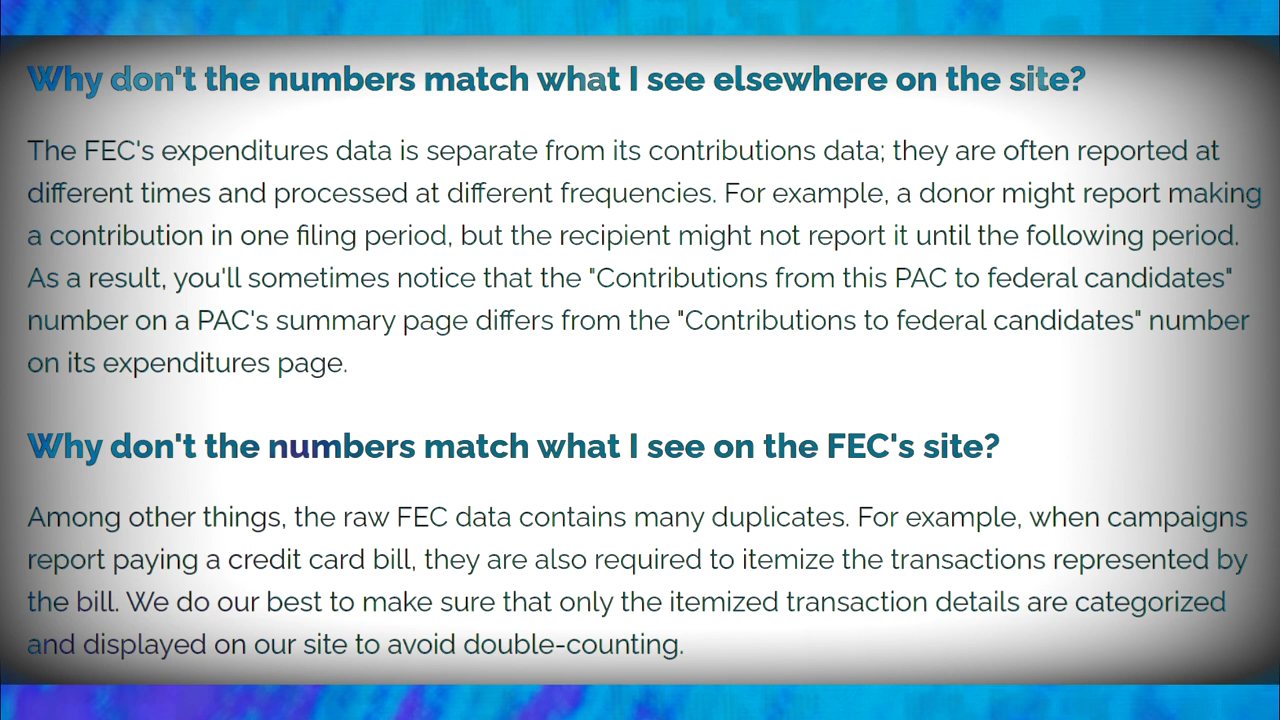 Why don't the numbers match what I see elsewhere on the site?
The FEC's expenditures data is separate from its contributions data; they are often reported at
different times and processed at different frequencies. For example, a donor might report making
a contribution in one filing period, but the recipient might not report it until the following period.
As a result, you'll sometimes notice that the "Contributions from this PAC to federal candidates"
number on a PAC's summary page differs from the "Contributions to federal candidates" number
on its expenditures page.
Why don't the numbers match what I see on the FEC's site?
Among other things, the raw FEC data contains many duplicates. For example, when campaigns
report paying a credit card bill, they are also required to itemize the transactions represented by
the bill. We do our best to make sure that only the itemized transaction details are categorized
and displayed on our site to avoid double-counting.